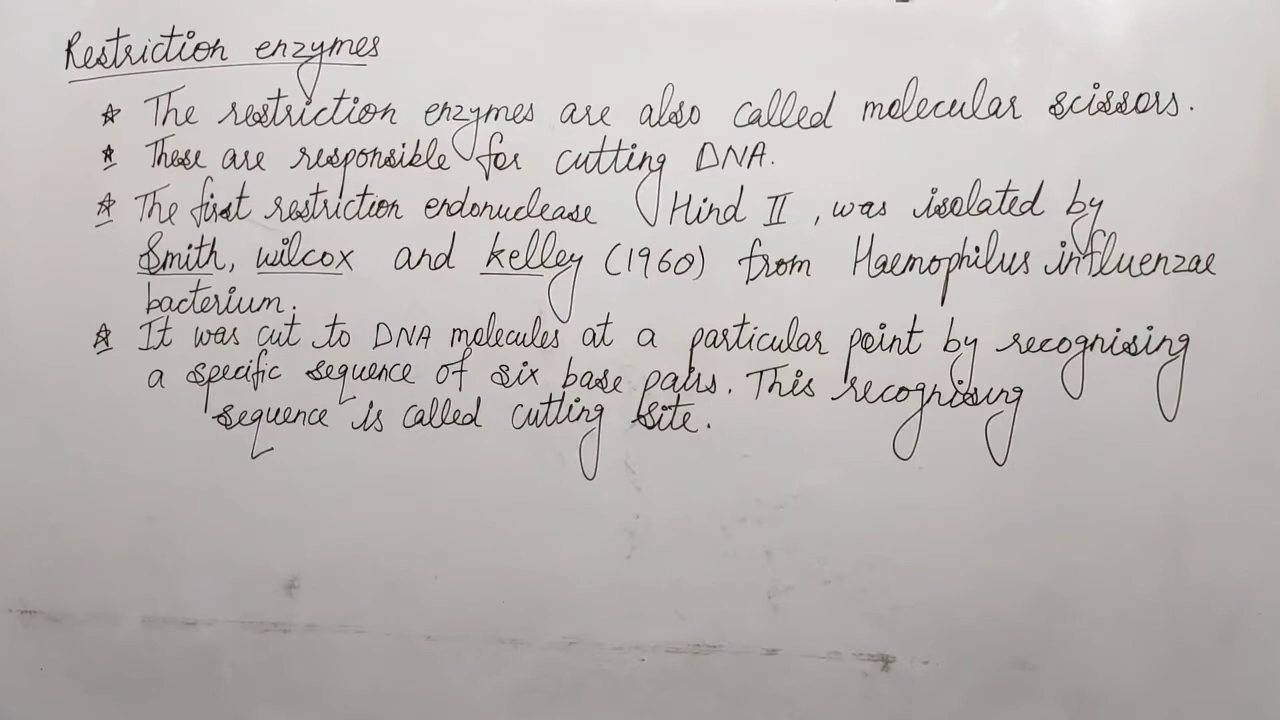 Restriction enzymes
☆ The restriction enzymes are also called molecular scissors.
☆ These are responsible for cutting DNA.
☆ The first restriction endonuclease Hind II, was isolated by
Smith, wilcox and kelley (1960) from Haemophilus influenzae
bacterium.
☆ It was cut to DNA molecules at a particular point by recognising
a specific sequence of six base pairs. This recognising
sequence is called cutting site.